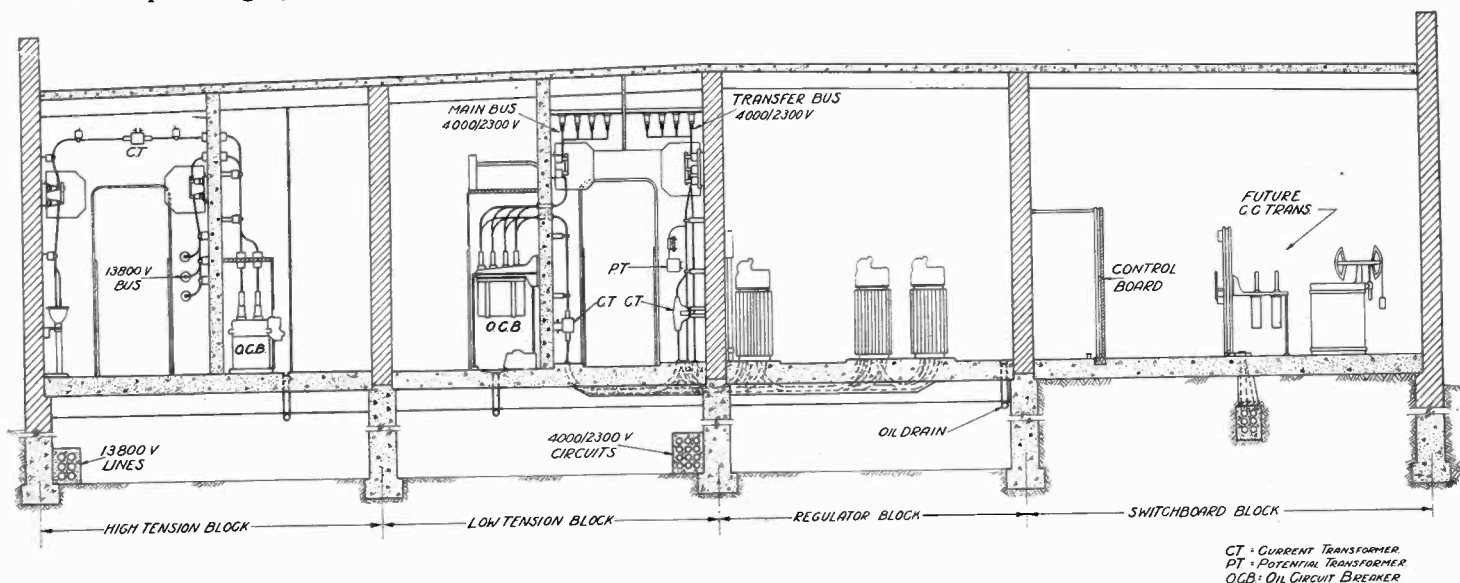 MAIN BUS
4000/2300 V
TRANSFER BUS
4000/2300 V
C.T
13800 V
BUS
O.C.B.
O.C.B
PT
CT CT
FUTURE
C C TRANS.
CONTROL
BOARD
OIL DRAIN
13800 V
LINES
4000/2300 V
CIRCUITS
HIGH TENSION BLOCK
LOW TENSION BLOCK
REGULATOR BLOCK
SWITCHBOARD BLOCK
CT = CURRENT TRANSFORMER
PT = POTENTIAL TRANSFORMER
OCB = OIL CIRCUIT BREAKER